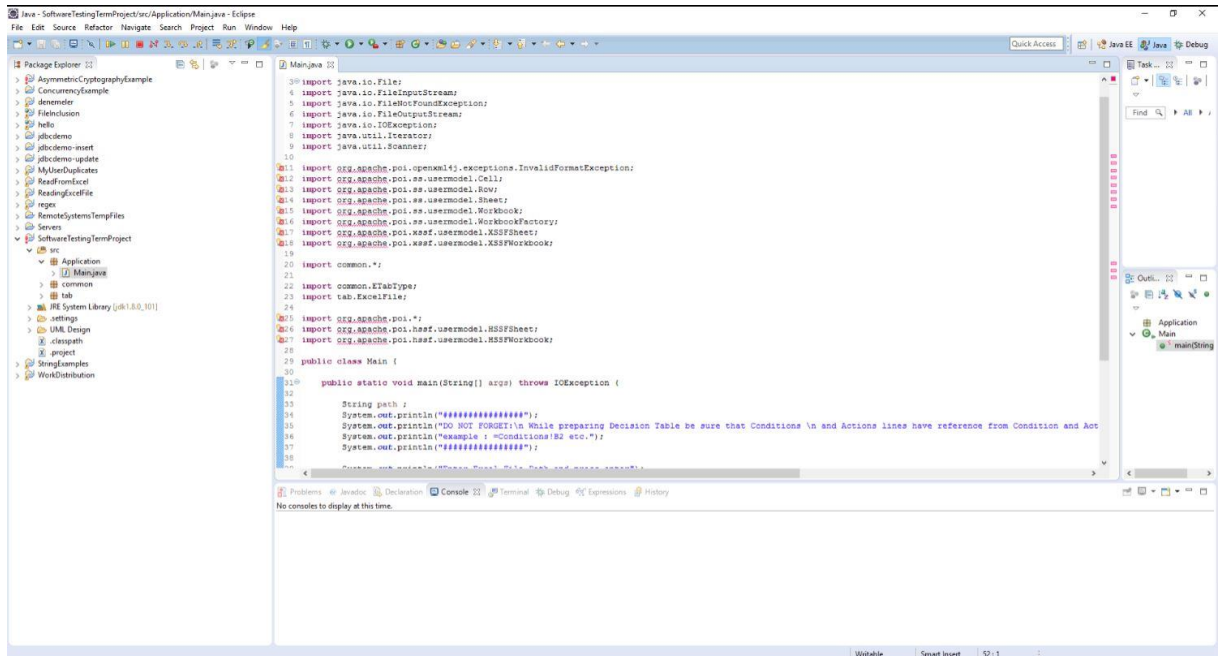 Java - SoftwareTestingTermProject/src/Application/Main.java - Eclipse
File Edit Source Refactor Navigate Search Project Run Window Help
Quick Access
Java EE
Java
Debug
Package Explorer
AsymmetricCryptographyExample
ConcurrencyExample
denemeler
FileInclusion
hello
jdbcdemo
jdbcdemo-insert
jdbcdemo-update
MyUserDuplicates
ReadFromExcel
ReadingExcelFile
regex
RemoteSystemsTempFiles
Servers
SoftwareTestingTermProject
src
Application
Main.java
common
tab
JRE System Library [jdk1.8.0_101]
.settings
UML Design
.classpath
.project
StringExamples
WorkDistribution
Main.java
3 import java.io.File;
4 import java.io.FileInputStream;
5 import java.io.FileNotFoundException;
6 import java.io.FileOutputStream;
7 import java.io.IOException;
8 import java.util.Iterator;
9 import java.util.Scanner;
10
11 import org.apache.poi.openxml4j.exceptions.InvalidFormatException;
12 import org.apache.poi.ss.usermodel.Cell;
13 import org.apache.poi.ss.usermodel.Row;
14 import org.apache.poi.ss.usermodel.Sheet;
15 import org.apache.poi.ss.usermodel.Workbook;
16 import org.apache.poi.ss.usermodel.WorkbookFactory;
17 import org.apache.poi.xssf.usermodel.XSSFSheet;
18 import org.apache.poi.xssf.usermodel.XSSFWorkbook;
19
20 import common.*;
21
22 import common.ETabType;
23 import tab.ExcelFile;
24
25 import org.apache.poi.*;
26 import org.apache.poi.hssf.usermodel.HSSFSheet;
27 import org.apache.poi.hssf.usermodel.HSSFWorkbook;
28
29 public class Main {
30
31 public static void main(String[] args) throws IOException {
32
33 String path ;
34 System.out.println("################");
35 System.out.println("DO NOT FORGET:\n While preparing Decision Table be sure that Conditions \n and Actions lines have reference from Condition and Act
36 System.out.println("example : =Conditions!B2 etc.");
37 System.out.println("################");
38
Task...
Find
All
Outli...
Application
Main
main(String
Problems Javadoc Declaration Console Terminal Debug Expressions History
No consoles to display at this time.
Writable Smart Insert 52 : 1